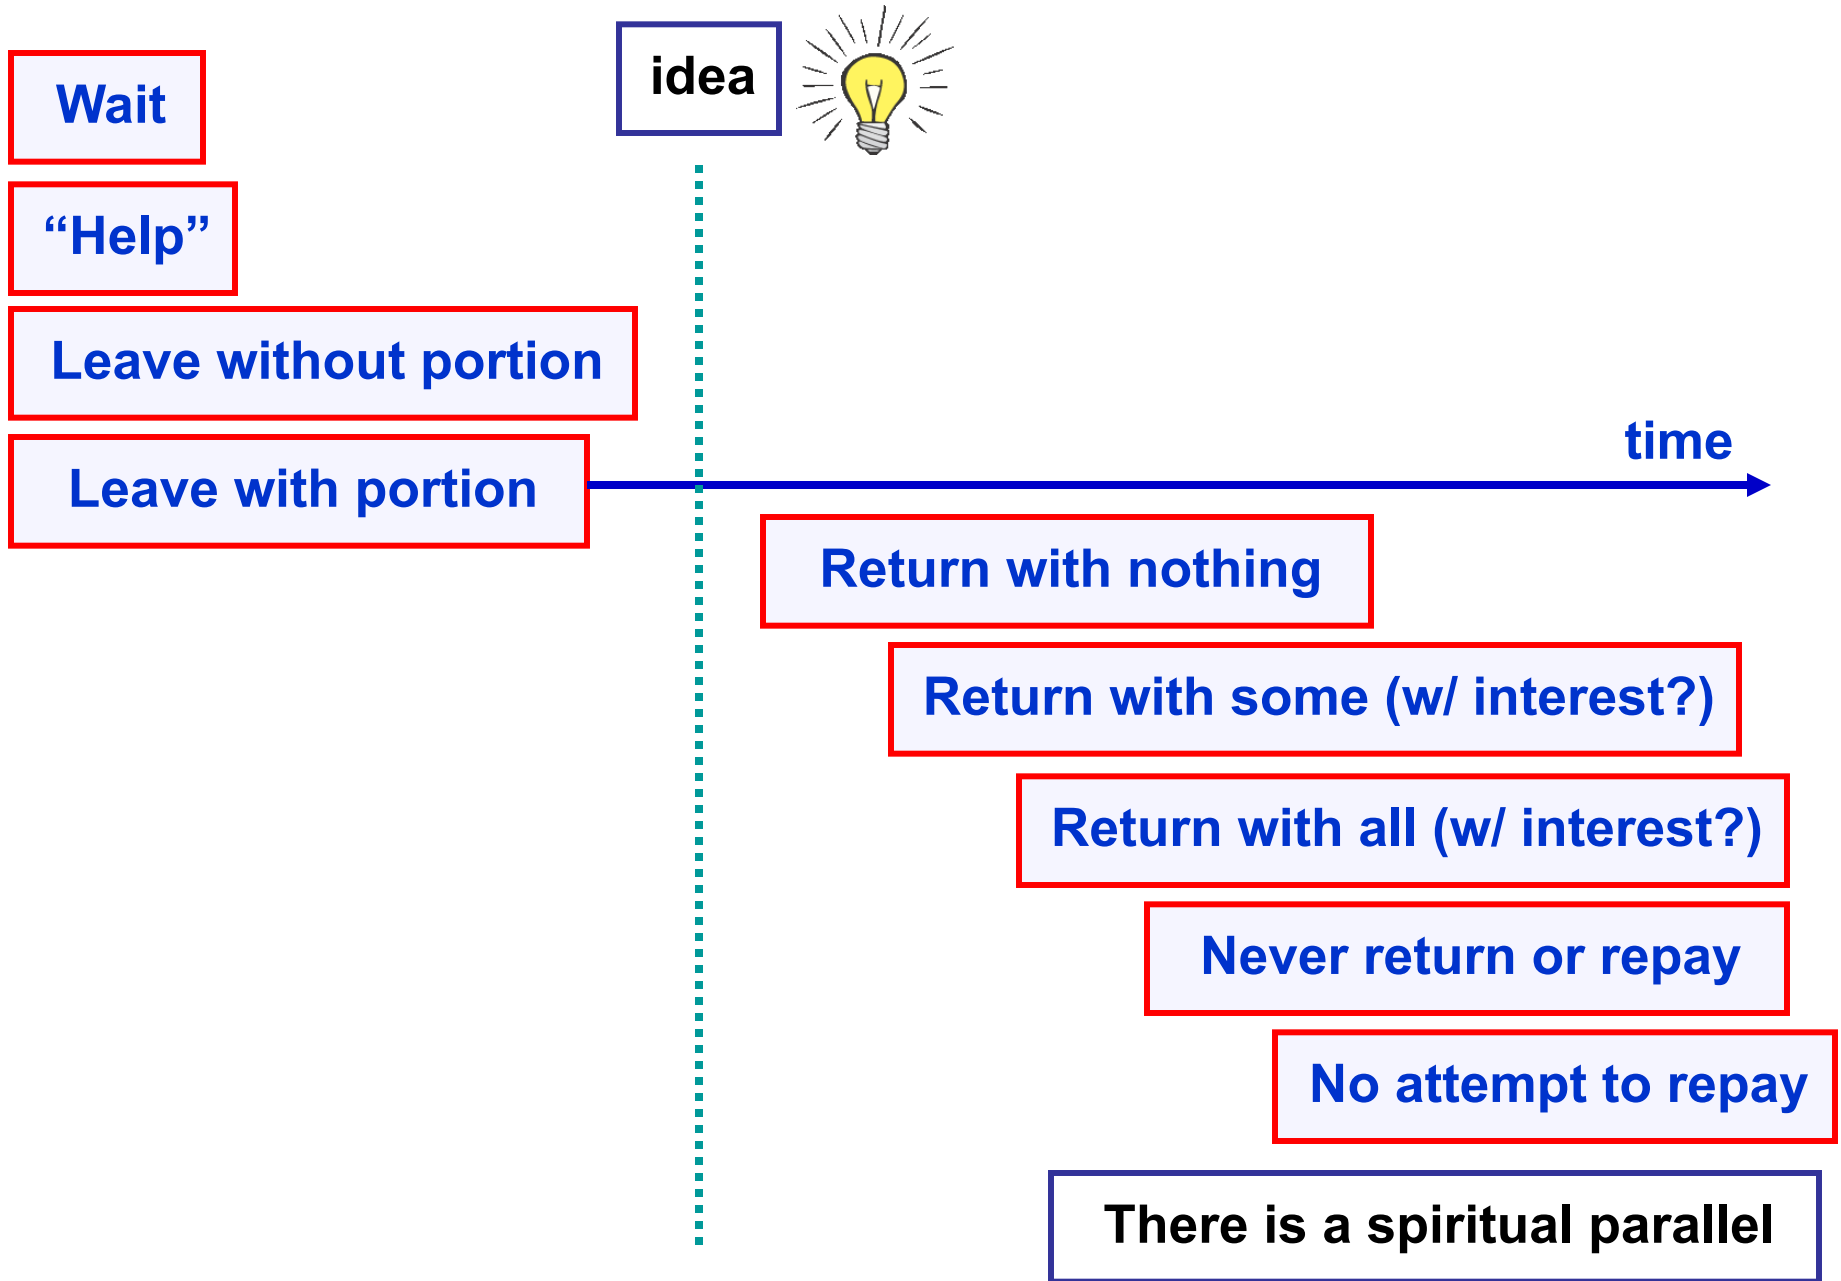 idea
Wait
“Help”
Leave without portion
Leave with portion
time
Return with nothing
Return with some (w/ interest?)
Return with all (w/ interest?)
Never return or repay
No attempt to repay
There is a spiritual parallel